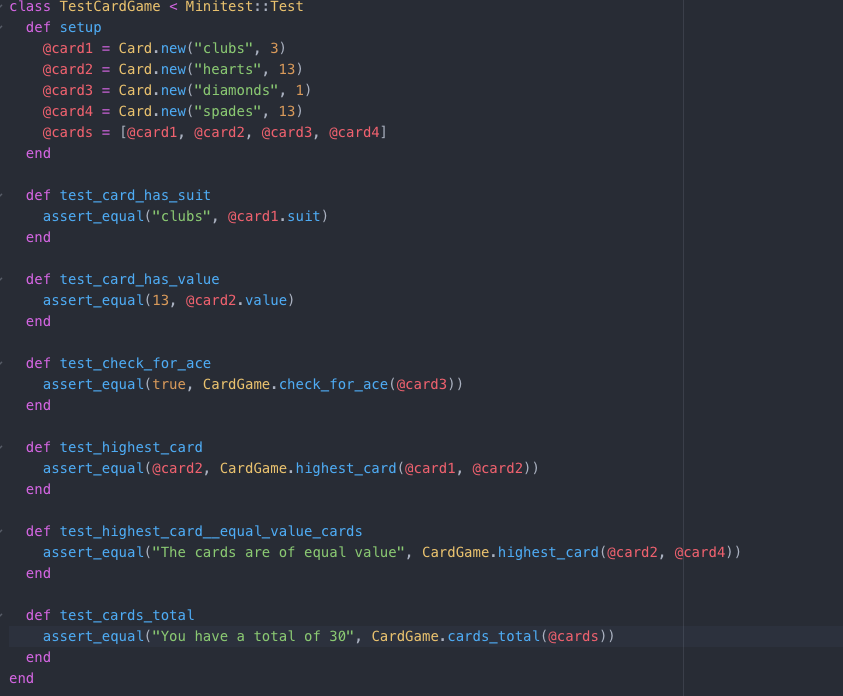 class TestCardGame < Minitest::Test
  def setup
    @card1 = Card.new("clubs", 3)
    @card2 = Card.new("hearts", 13)
    @card3 = Card.new("diamonds", 1)
    @card4 = Card.new("spades", 13)
    @cards = [@card1, @card2, @card3, @card4]
  end

  def test_card_has_suit
    assert_equal("clubs", @card1.suit)
  end

  def test_card_has_value
    assert_equal(13, @card2.value)
  end

  def test_check_for_ace
    assert_equal(true, CardGame.check_for_ace(@card3))
  end

  def test_highest_card
    assert_equal(@card2, CardGame.highest_card(@card1, @card2))
  end

  def test_highest_card__equal_value_cards
    assert_equal("The cards are of equal value", CardGame.highest_card(@card2, @card4))
  end

  def test_cards_total
    assert_equal("You have a total of 30", CardGame.cards_total(@cards))
  end
end